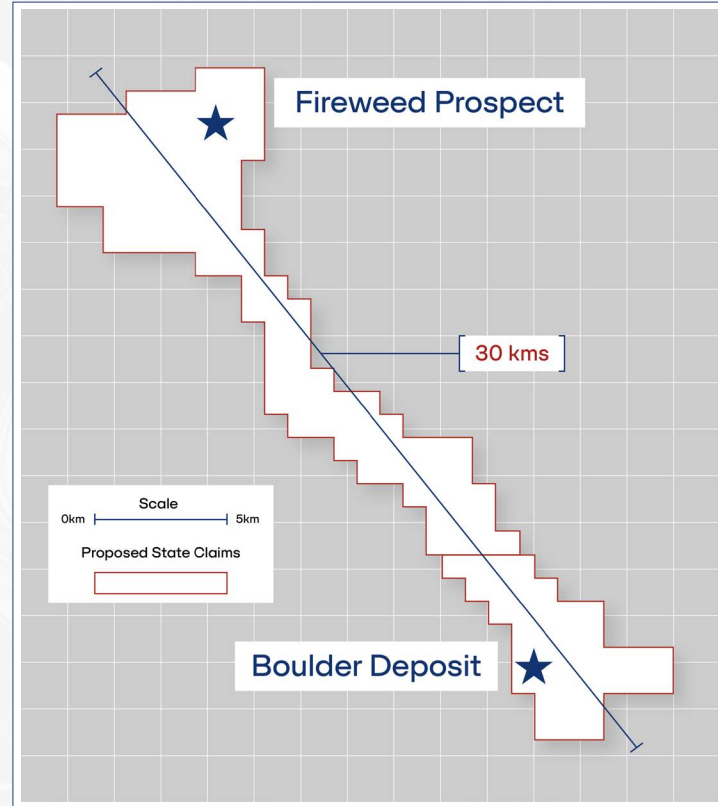 Fireweed Prospect
30 kms
Scale
0km 5km
Proposed State Claims
Boulder Deposit